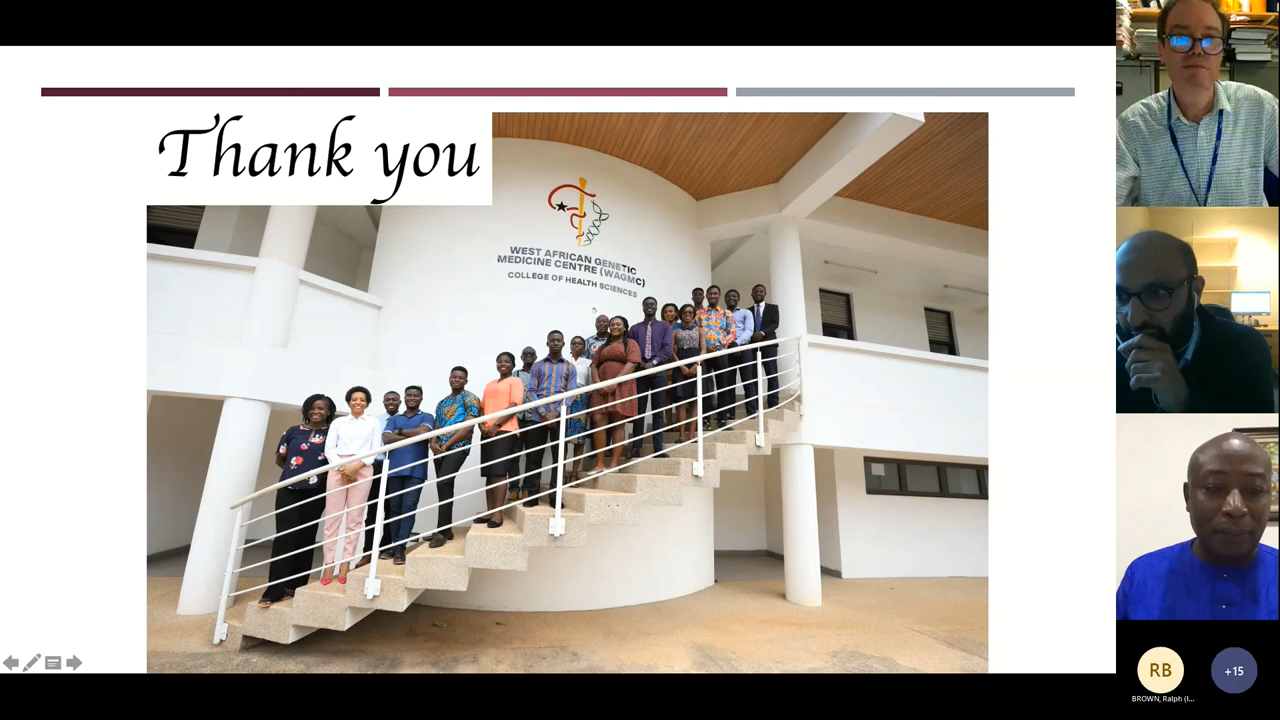 Thank you
WEST AFRICAN GENETIC
MEDICINE CENTRE (WAGMC)
COLLEGE OF HEALTH SCIENCES
RB
+15
BROWN, Ralph (I...